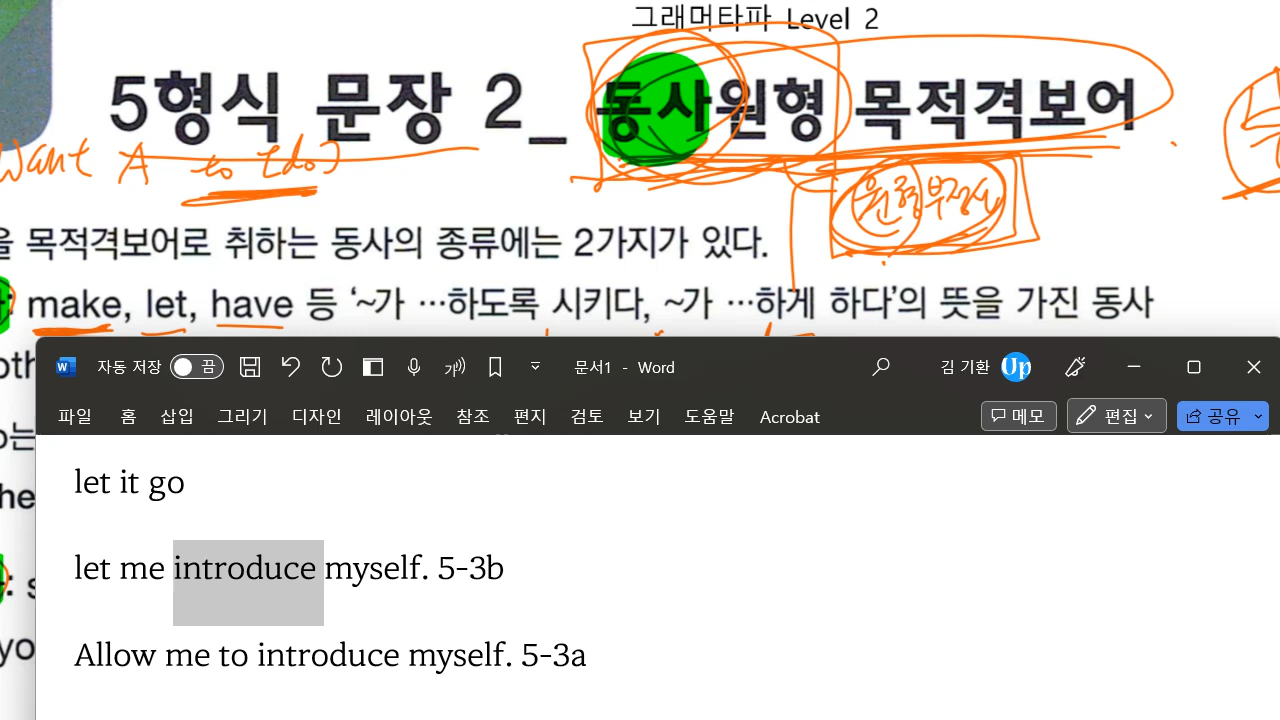 그래머타파 Level 2
5형식 문장 2_ 동사원형 목적격보어
Want A to (do)
원형부정사
을 목적격보어로 취하는 동사의 종류에는 2가지가 있다.
make, let, have 등 ‘~가 …하도록 시키다, ~가 …하게 하다’의 뜻을 가진 동사
자동 저장 끔 가 문서1 - Word 김 기환 Up
파일 홈 삽입 그리기 디자인 레이아웃 참조 편지 검토 보기 도움말 Acrobat 메모 편집 공유
let it go
let me introduce myself. 5-3b
Allow me to introduce myself. 5-3a